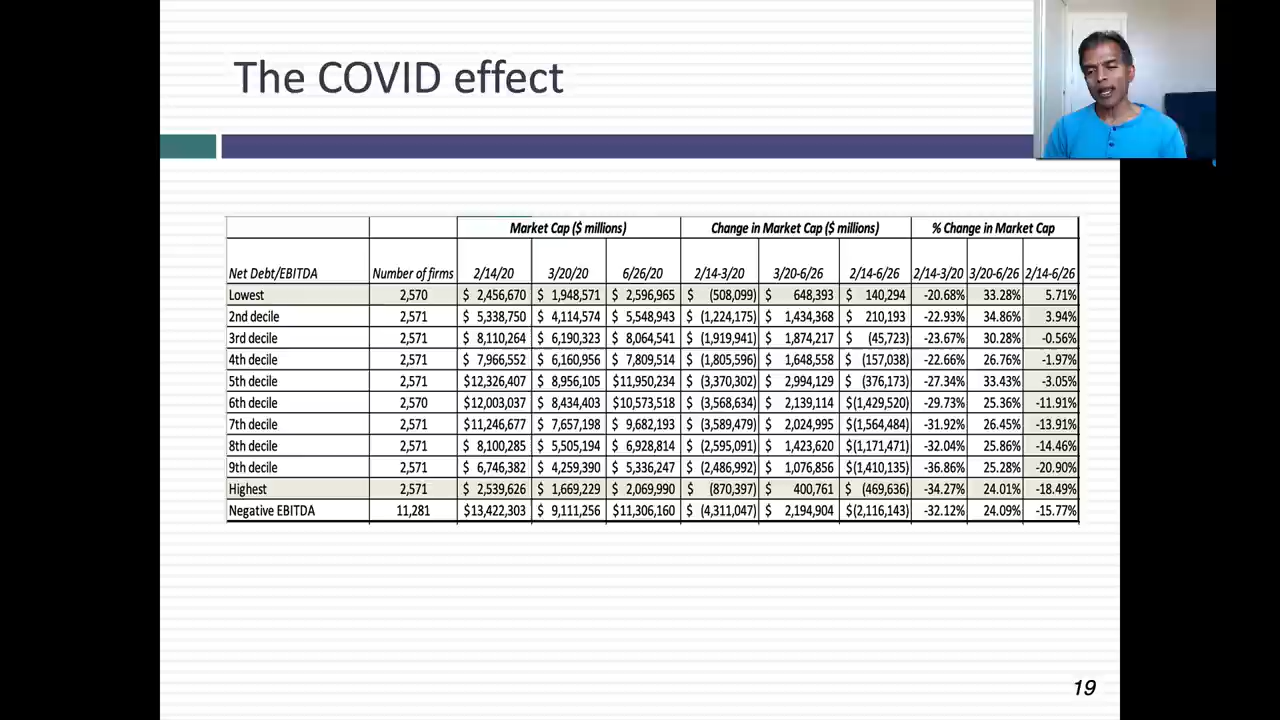 The COVID effect
Market Cap ($ millions) Change in Market Cap ($ millions) % Change in Market Cap
Net Debt/EBITDA Number of firms 2/14/20 3/20/20 6/26/20 2/14-3/20 3/20-6/26 2/14-6/26 2/14-3/20 3/20-6/26 2/14-6/26
Lowest 2,570 $ 2,456,670 $ 1,948,571 $ 2,596,965 $ (508,099) $ 648,393 $ 140,294 -20.68% 33.28% 5.71%
2nd decile 2,571 $ 5,338,750 $ 4,114,574 $ 5,548,943 $ (1,224,175) $ 1,434,368 $ 210,193 -22.93% 34.86% 3.94%
3rd decile 2,571 $ 8,110,264 $ 6,190,323 $ 8,064,541 $ (1,919,941) $ 1,874,217 $ (45,723) -23.67% 30.28% -0.56%
4th decile 2,571 $ 7,966,552 $ 6,160,956 $ 7,809,514 $ (1,805,596) $ 1,648,558 $ (157,038) -22.66% 26.76% -1.97%
5th decile 2,571 $12,326,407 $ 8,956,105 $11,950,234 $ (3,370,302) $ 2,994,129 $ (376,173) -27.34% 33.43% -3.05%
6th decile 2,570 $12,003,037 $ 8,434,403 $10,573,518 $ (3,568,634) $ 2,139,114 $(1,429,520) -29.73% 25.36% -11.91%
7th decile 2,571 $11,246,677 $ 7,657,198 $ 9,682,193 $ (3,589,479) $ 2,024,995 $(1,564,484) -31.92% 26.45% -13.91%
8th decile 2,571 $ 8,100,285 $ 5,505,194 $ 6,928,814 $ (2,595,091) $ 1,423,620 $(1,171,471) -32.04% 25.86% -14.46%
9th decile 2,571 $ 6,746,382 $ 4,259,390 $ 5,336,247 $ (2,486,992) $ 1,076,856 $(1,410,135) -36.86% 25.28% -20.90%
Highest 2,571 $ 2,539,626 $ 1,669,229 $ 2,069,990 $ (870,397) $ 400,761 $ (469,636) -34.27% 24.01% -18.49%
Negative EBITDA 11,281 $13,422,303 $ 9,111,256 $11,306,160 $ (4,311,047) $ 2,194,904 $(2,116,143) -32.12% 24.09% -15.77%
19